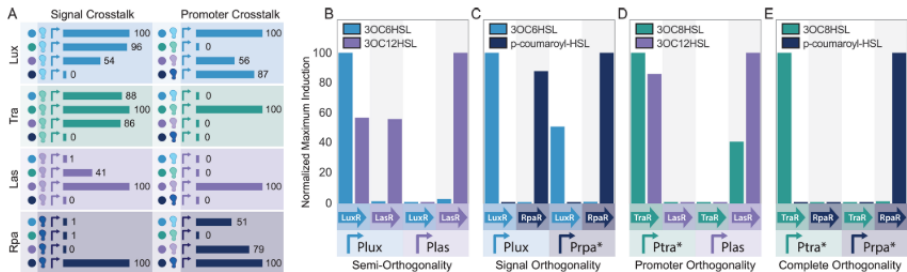 A
Signal Crosstalk
Promoter Crosstalk
Lux
100
96
54
0
100
0
56
87
Tra
88
100
86
0
0
100
0
0
Las
1
41
100
0
0
0
100
0
Rpa
1
1
0
100
51
0
79
100
B
3OC6HSL
3OC12HSL
Normalized Maximum Induction
100
80
60
40
20
0
LuxR LasR LuxR LasR
Plux Plas
Semi-Orthogonality
C
3OC6HSL
p-coumaroyl-HSL
LuxR RpaR LuxR RpaR
Plux Prpa*
Signal Orthogonality
D
3OC8HSL
3OC12HSL
TraR LasR TraR LasR
Ptra* Plas
Promoter Orthogonality
E
3OC8HSL
p-coumaroyl-HSL
TraR RpaR TraR RpaR
Ptra* Prpa*
Complete Orthogonality